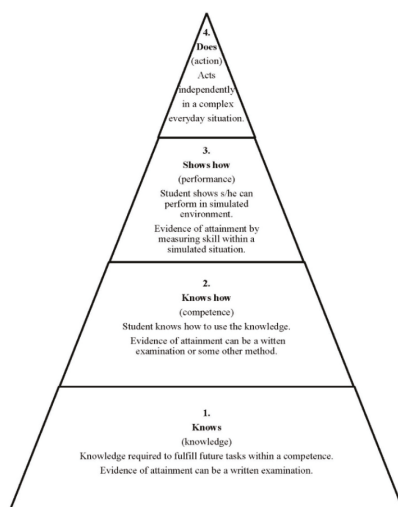 4.
Does
(action)
Acts
independently
in a complex
everyday situation.
3.
Shows how
(performance)
Student shows s/he can
perform in simulated
environment.
Evidence of attainment by
measuring skill within a
simulated situation.
2.
Knows how
(competence)
Student knows how to use the knowledge.
Evidence of attainment can be a witten
examination or some other method.
1.
Knows
(knowledge)
Knowledge required to fulfill future tasks within a competence.
Evidence of attainment can be a written examination.